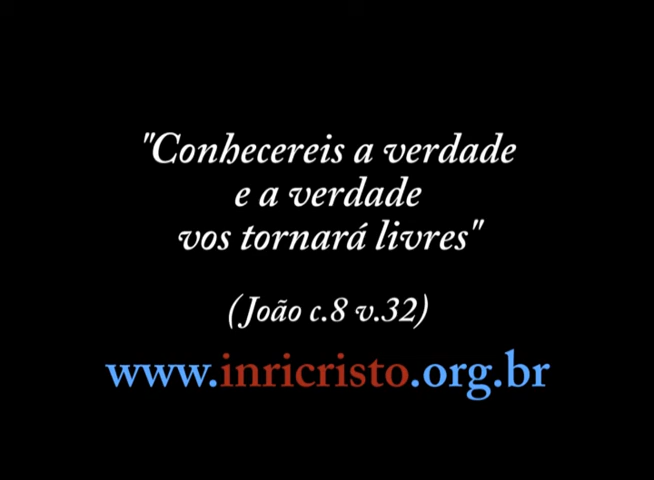 "Conhecereis a verdade
e a verdade
vos tornará livres"
(João c.8 v.32)
www.inricristo.org.br